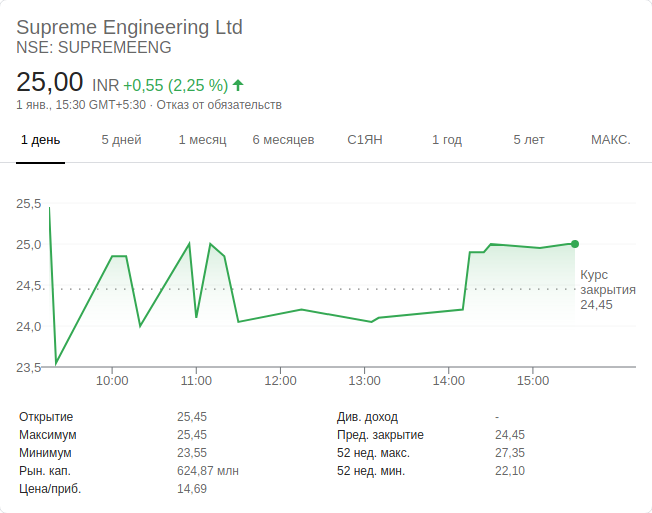 Supreme Engineering Ltd
NSE: SUPREMEENG
25,00 INR +0,55 (2,25 %)
1 янв., 15:30 GMT+5:30 · Отказ от обязательств
1 день 5 дней 1 месяц 6 месяцев С1ЯН 1 год 5 лет МАКС.
25,5
25,0
24,5
24,0
23,5
Курс
закрытия
24,45
10:00 11:00 12:00 13:00 14:00 15:00
Открытие 25,45 Див. доход -
Максимум 25,45 Пред. закрытие 24,45
Минимум 23,55 52 нед. макс. 27,35
Рын. кап. 624,87 млн 52 нед. мин. 22,10
Цена/приб. 14,69